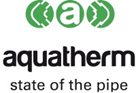 a
aquatherm
state of the pipe